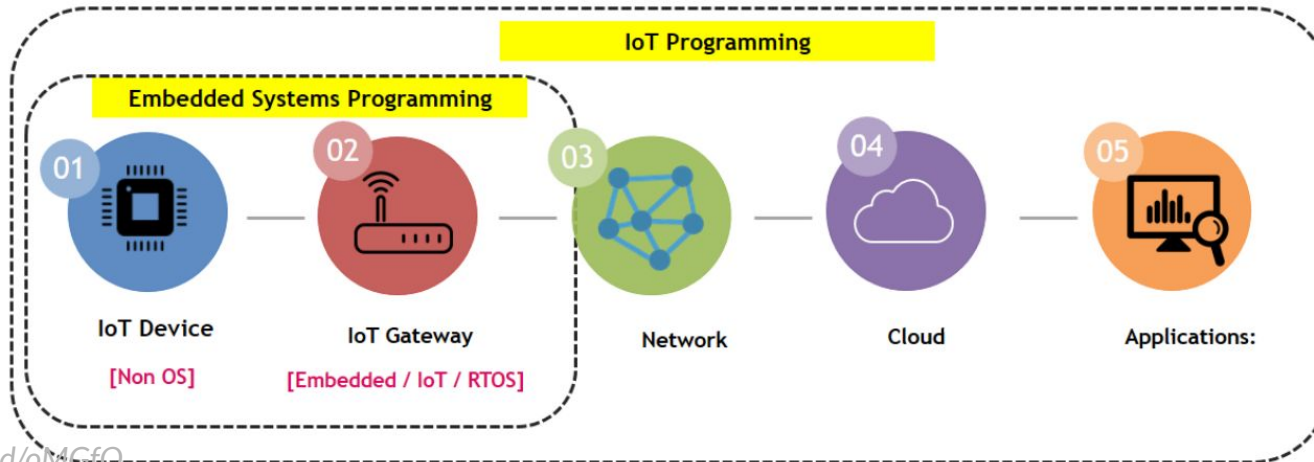 IoT Programming
Embedded Systems Programming
01
02
03
04
05
IoT Device
IoT Gateway
Network
Cloud
Applications:
[Non OS]
[Embedded / IoT / RTOS]